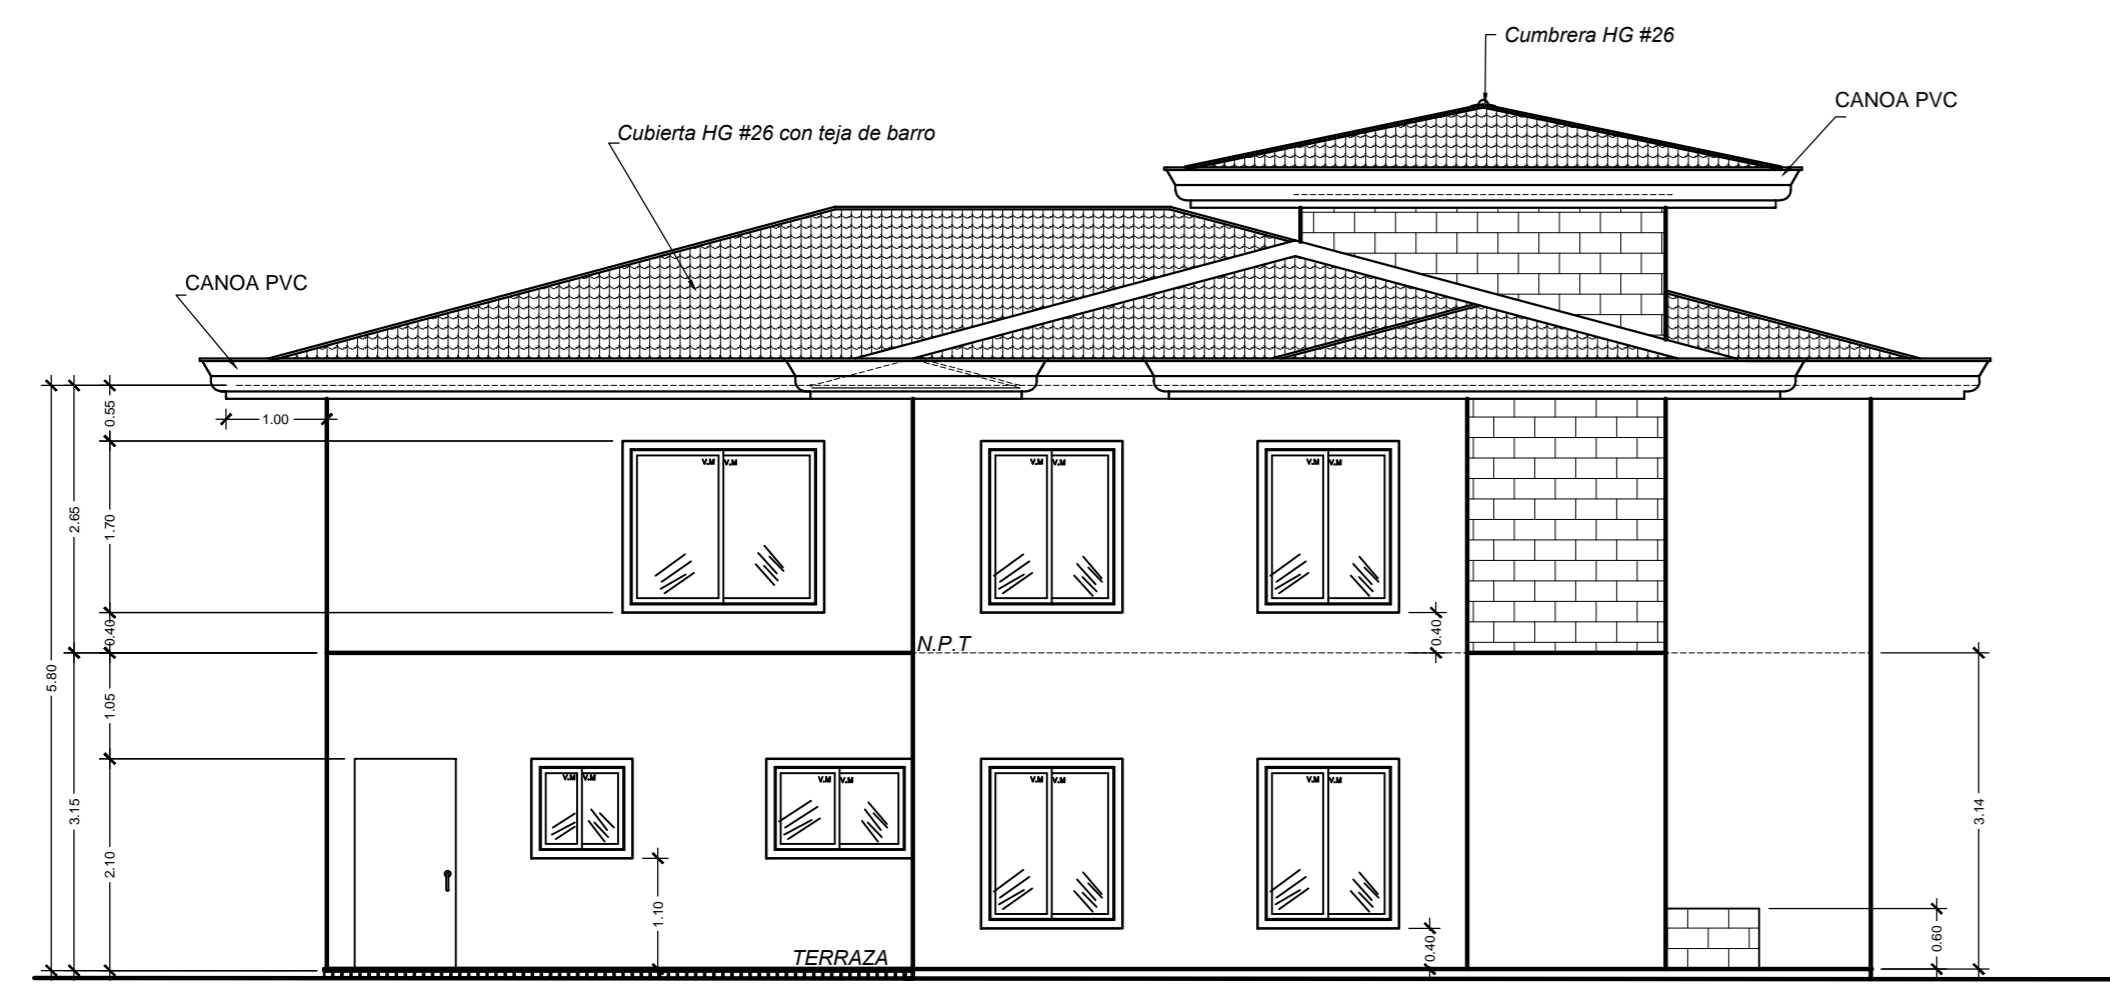 Cumbrera HG #26
CANOA PVC
Cubierta HG #26 con teja de barro
CANOA PVC
0.55
1.00
V.M V.M
V.M V.M
V.M V.M
2.65
1.70
0.40
0.40
N.P.T
5.80
1.05
V.M V.M
V.M V.M
V.M V.M
V.M V.M
3.15
3.14
2.10
1.10
0.40
0.60
TERRAZA